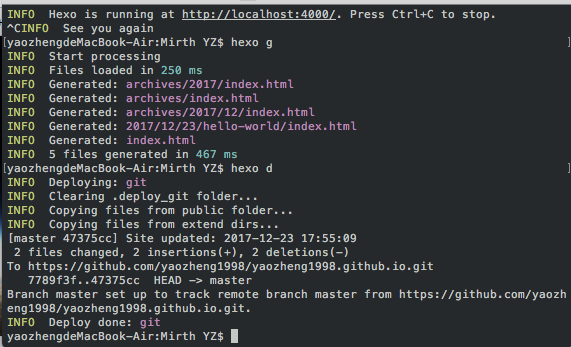 INFO  Hexo is running at http://localhost:4000/. Press Ctrl+C to stop.
^CINFO  See you again
[yaozhengdeMacBook-Air:Mirth YZ$ hexo g ]
INFO  Start processing
INFO  Files loaded in 250 ms
INFO  Generated: archives/2017/index.html
INFO  Generated: archives/index.html
INFO  Generated: archives/2017/12/index.html
INFO  Generated: 2017/12/23/hello-world/index.html
INFO  Generated: index.html
INFO  5 files generated in 467 ms
[yaozhengdeMacBook-Air:Mirth YZ$ hexo d ]
INFO  Deploying: git
INFO  Clearing .deploy_git folder...
INFO  Copying files from public folder...
INFO  Copying files from extend dirs...
[master 47375cc] Site updated: 2017-12-23 17:55:09
 2 files changed, 2 insertions(+), 2 deletions(-)
To https://github.com/yaozheng1998/yaozheng1998.github.io.git
   7789f3f..47375cc  HEAD -> master
Branch master set up to track remote branch master from https://github.com/yaozh
eng1998/yaozheng1998.github.io.git.
INFO  Deploy done: git
yaozhengdeMacBook-Air:Mirth YZ$